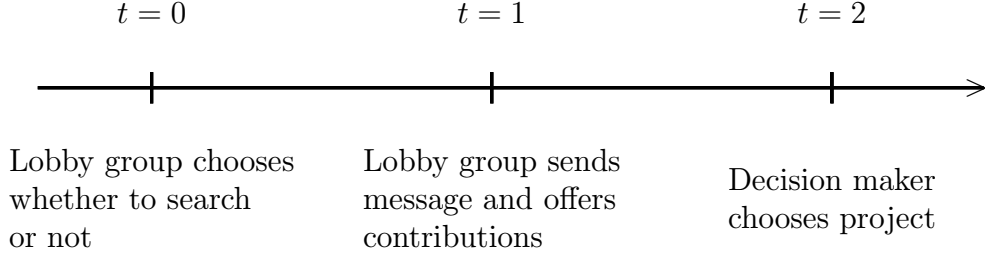 t = 0
t = 1
t = 2
Lobby group chooses
whether to search
or not
Lobby group sends
message and offers
contributions
Decision maker
chooses project